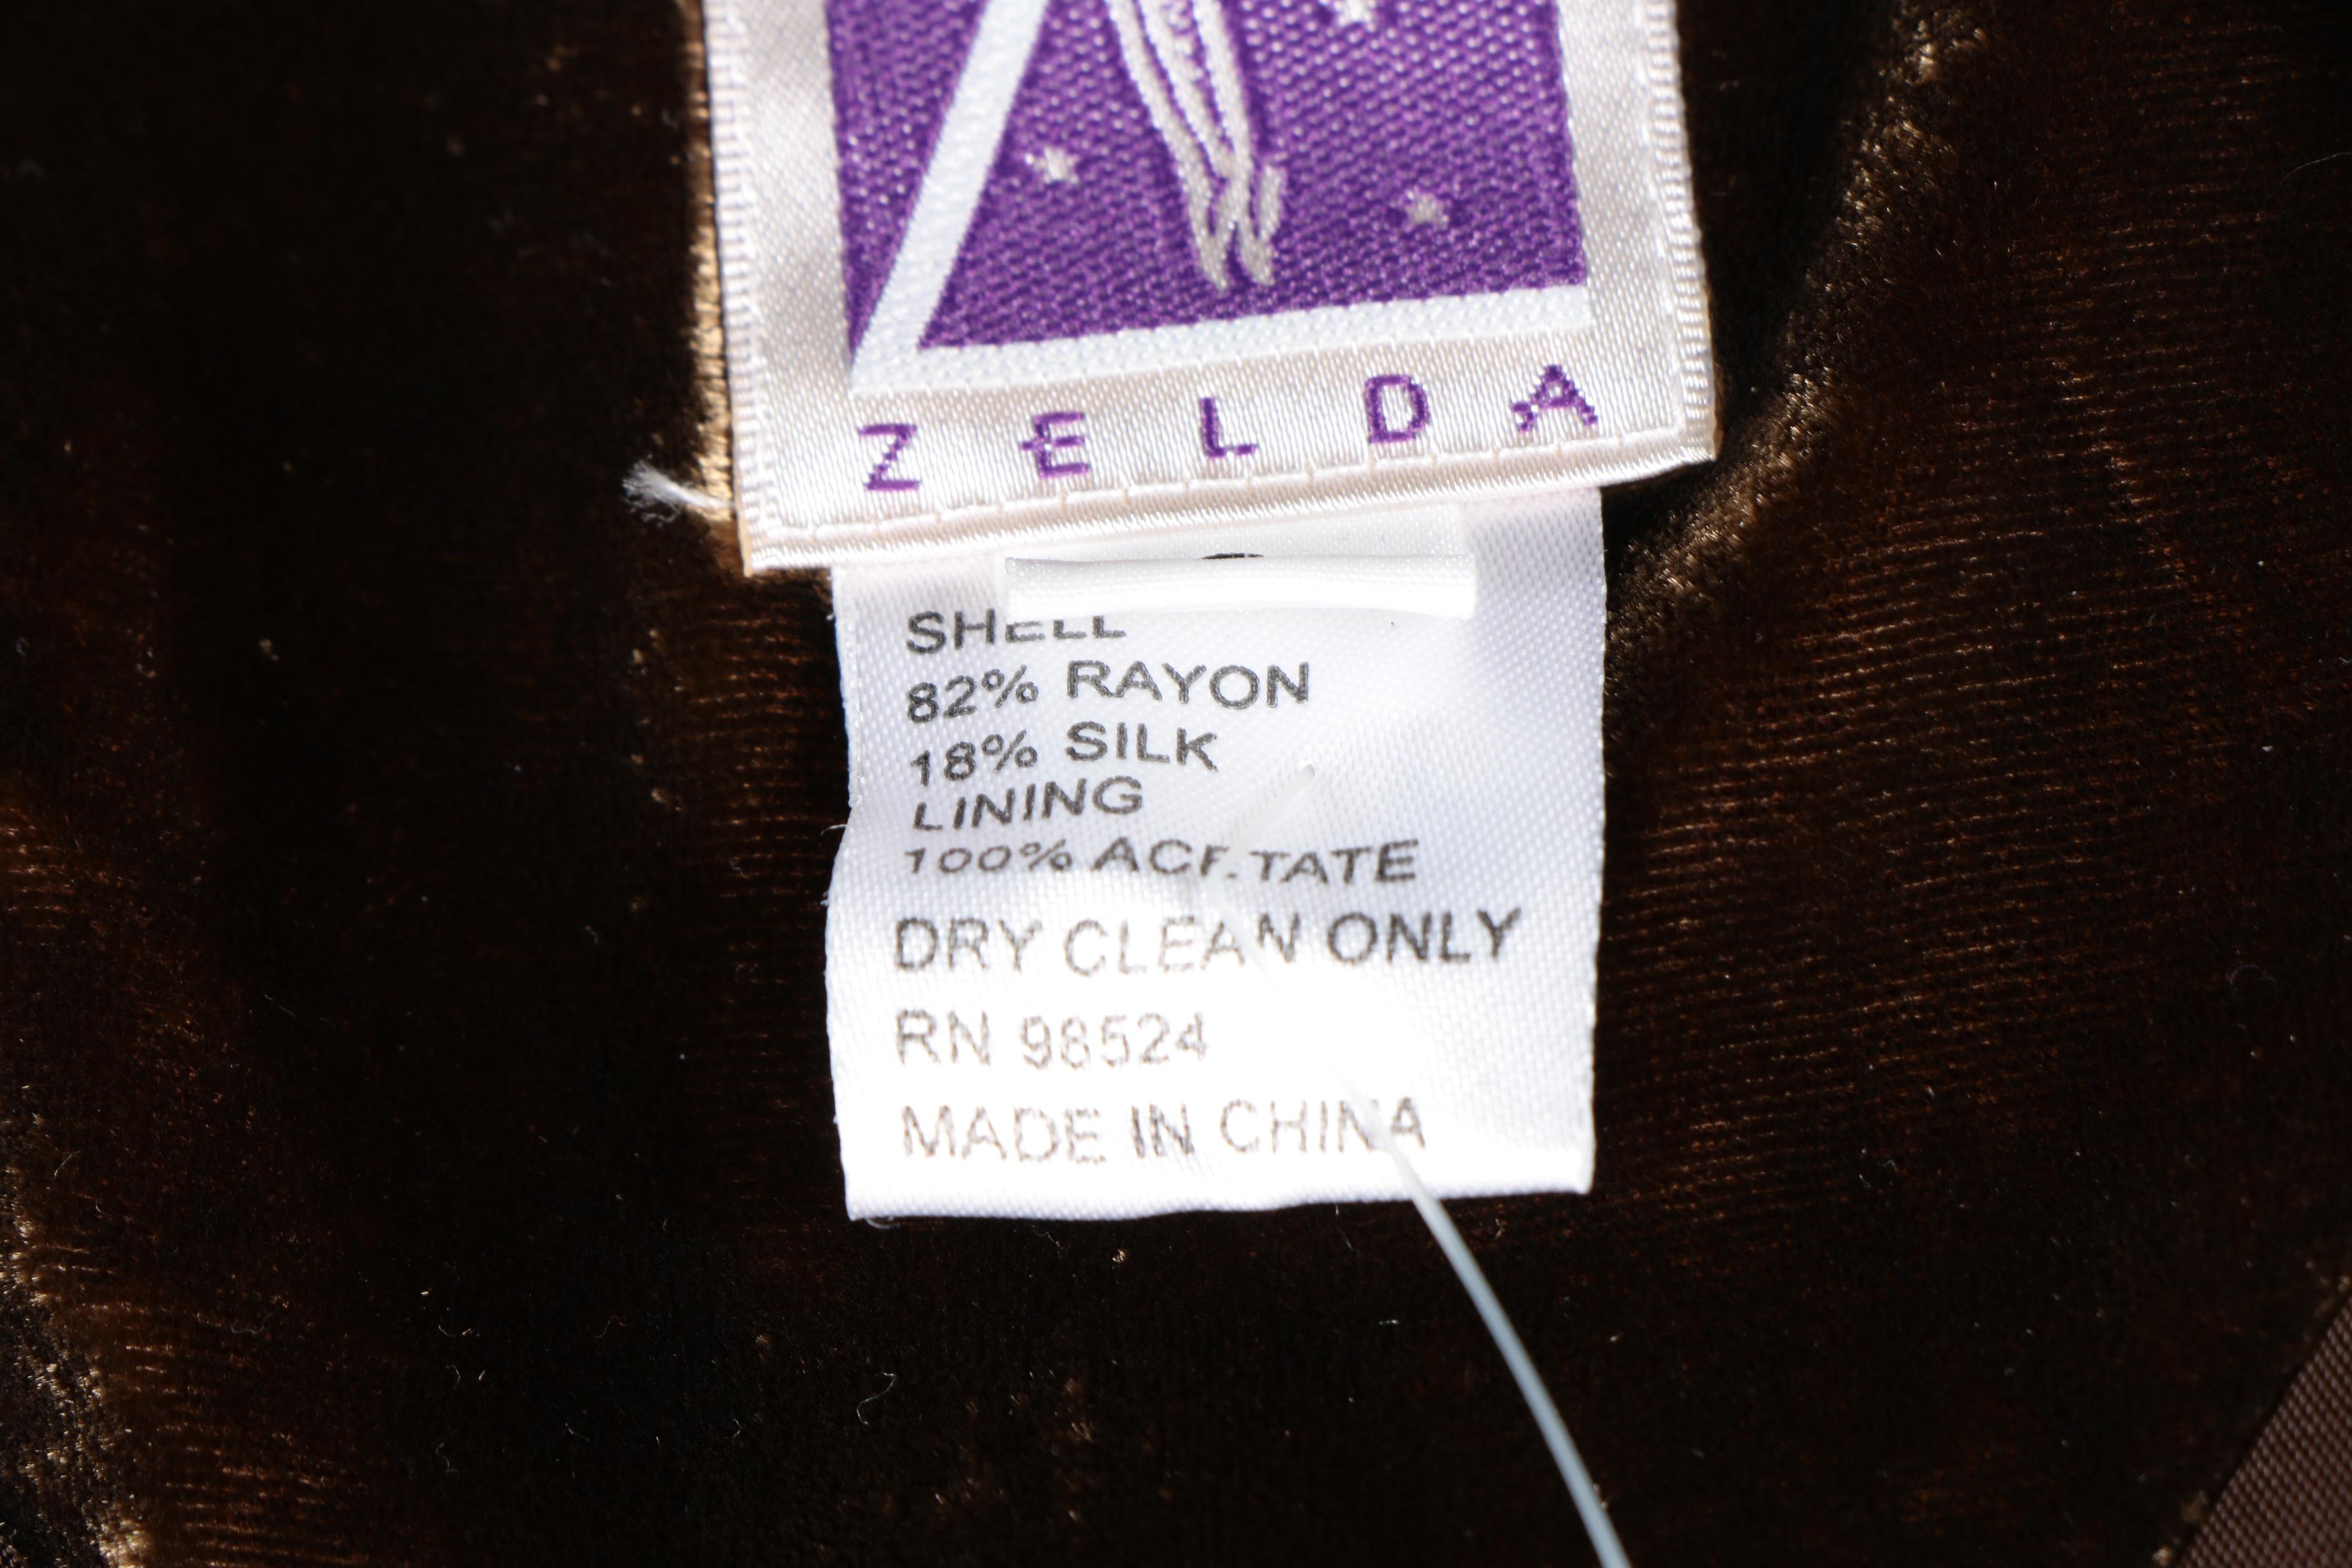 ZELDA
SHELL
82% RAYON
18% SILK
LINING
100% ACETATE
DRY CLEAN ONLY
RN 98524
MADE IN CHINA